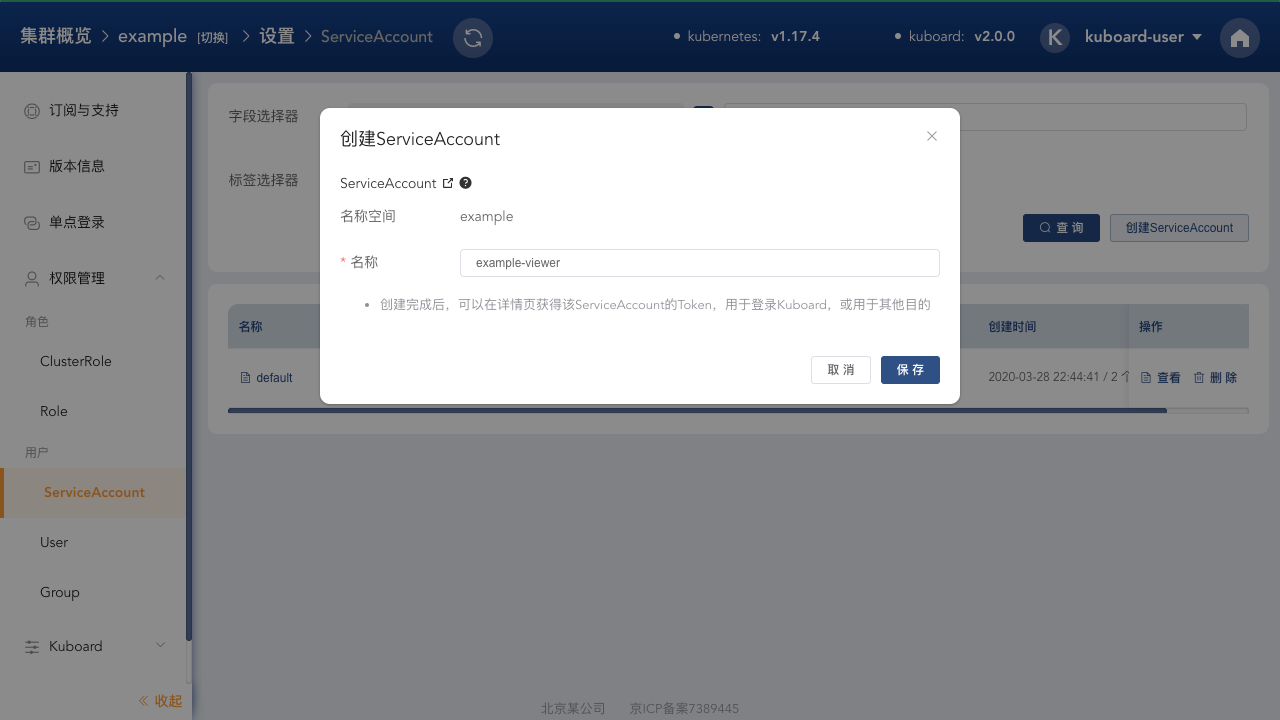 集群概览 > example [切换] > 设置 > ServiceAccount
kubernetes: v1.17.4
kuboard: v2.0.0
K kuboard-user
订阅与支持
版本信息
单点登录
权限管理
角色
ClusterRole
Role
用户
ServiceAccount
User
Group
Kuboard
收起
字段选择器
标签选择器
查 询
创建ServiceAccount
创建ServiceAccount
ServiceAccount
名称空间 example
* 名称 example-viewer
• 创建完成后，可以在详情页获得该ServiceAccount的Token，用于登录Kuboard，或用于其他目的
取 消 保 存
名称 创建时间 操作
default 2020-03-28 22:44:41 / 2 个 查看 删 除
北京某公司 京ICP备案7389445